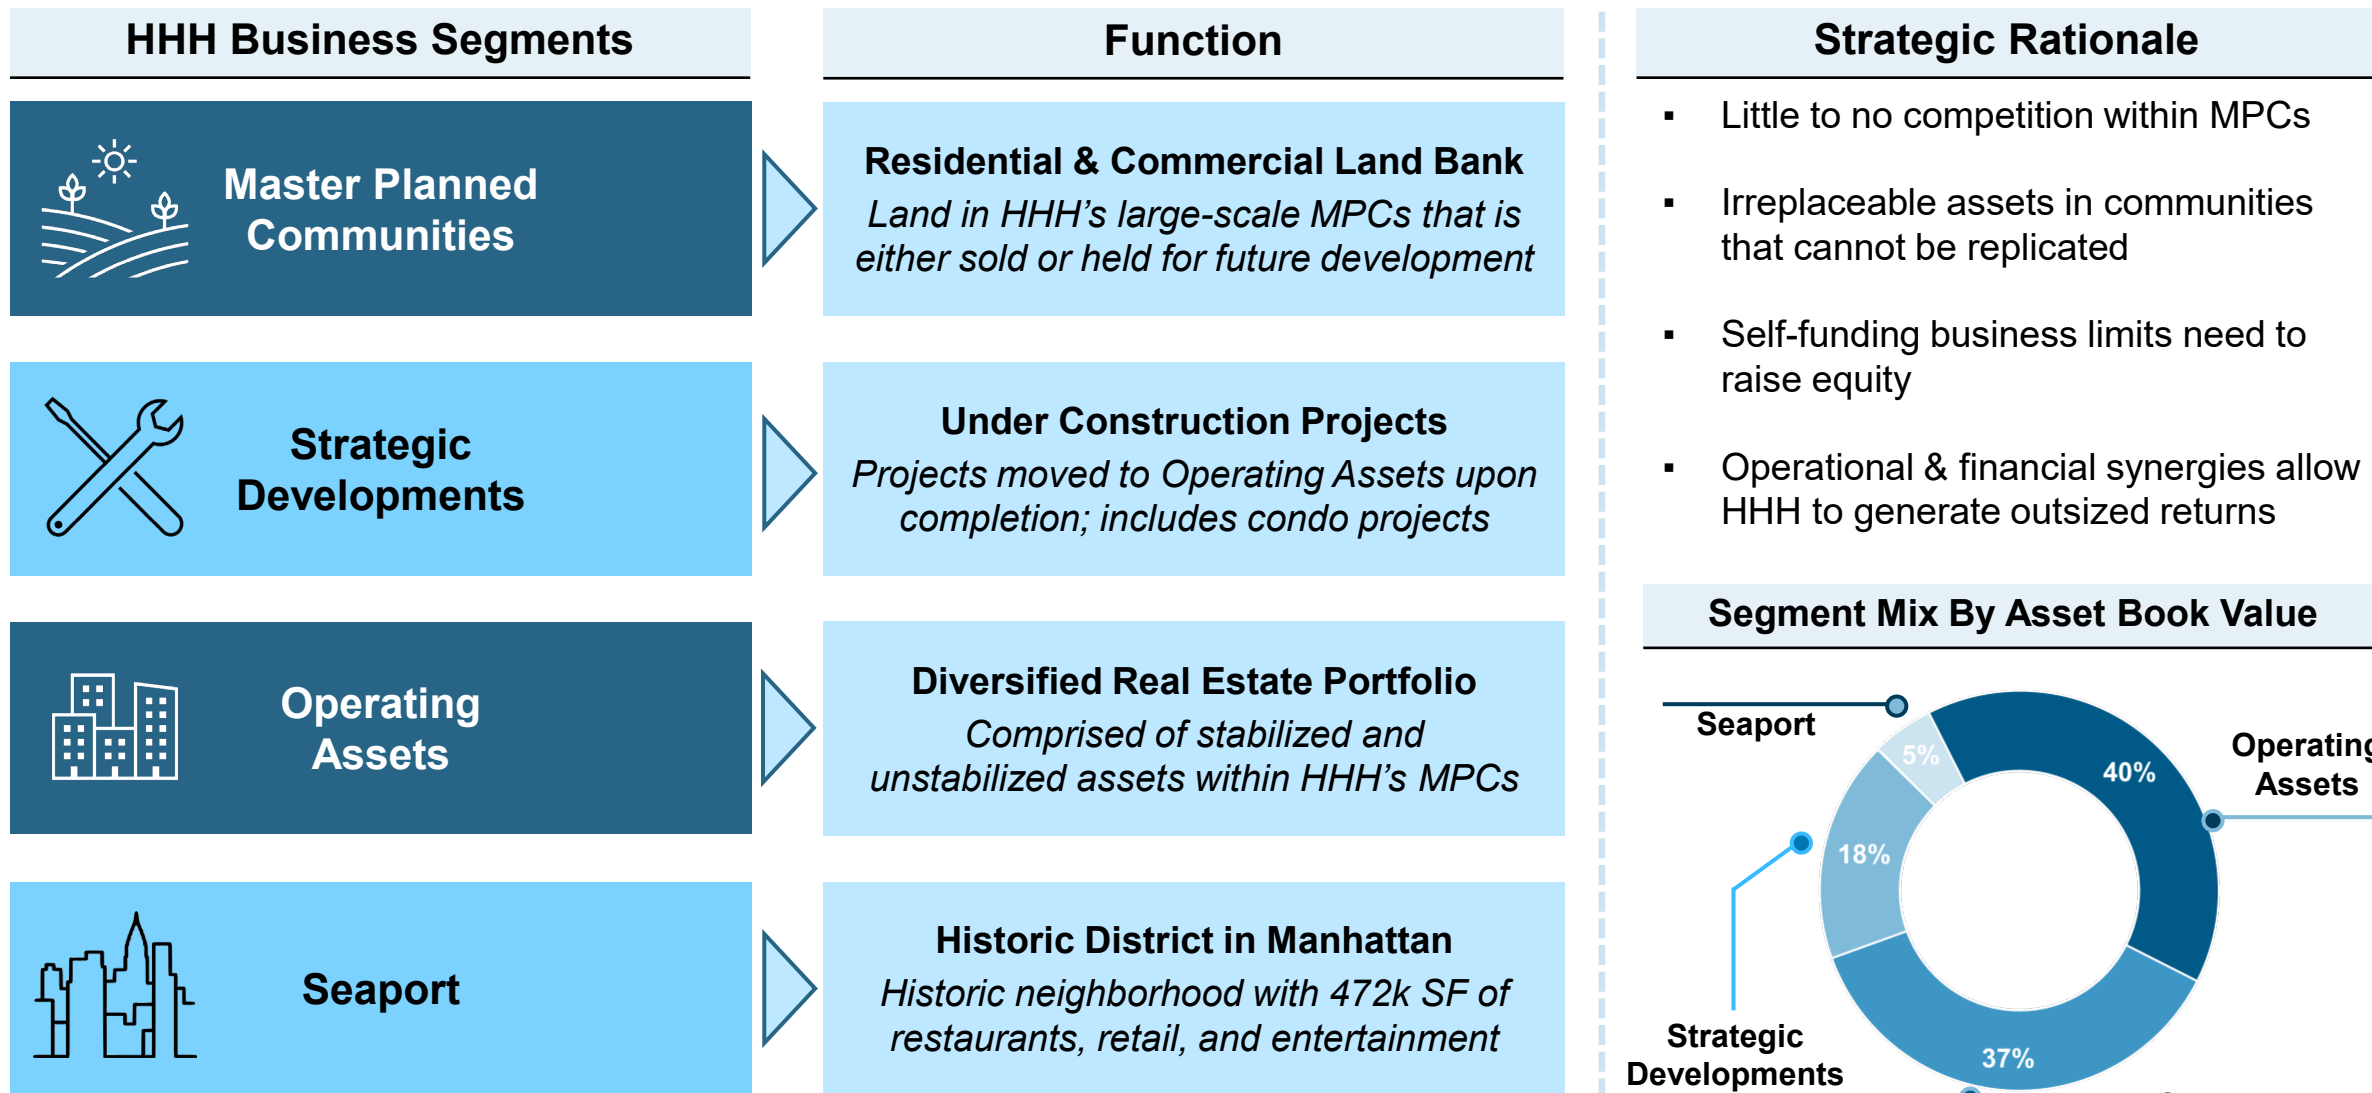 HHH Business Segments
Function
Strategic Rationale
Master Planned
Communities
Residential & Commercial Land Bank
Land in HHH’s large-scale MPCs that is
either sold or held for future development
Strategic
Developments
Under Construction Projects
Projects moved to Operating Assets upon
completion; includes condo projects
Operating
Assets
Diversified Real Estate Portfolio
Comprised of stabilized and
unstabilized assets within HHH’s MPCs
Seaport
Historic District in Manhattan
Historic neighborhood with 472k SF of
restaurants, retail, and entertainment
▪ Little to no competition within MPCs
▪ Irreplaceable assets in communities
that cannot be replicated
▪ Self-funding business limits need to
raise equity
▪ Operational & financial synergies allow
HHH to generate outsized returns
Segment Mix By Asset Book Value
Seaport
5%
40%
Operating
Assets
18%
37%
Strategic
Developments